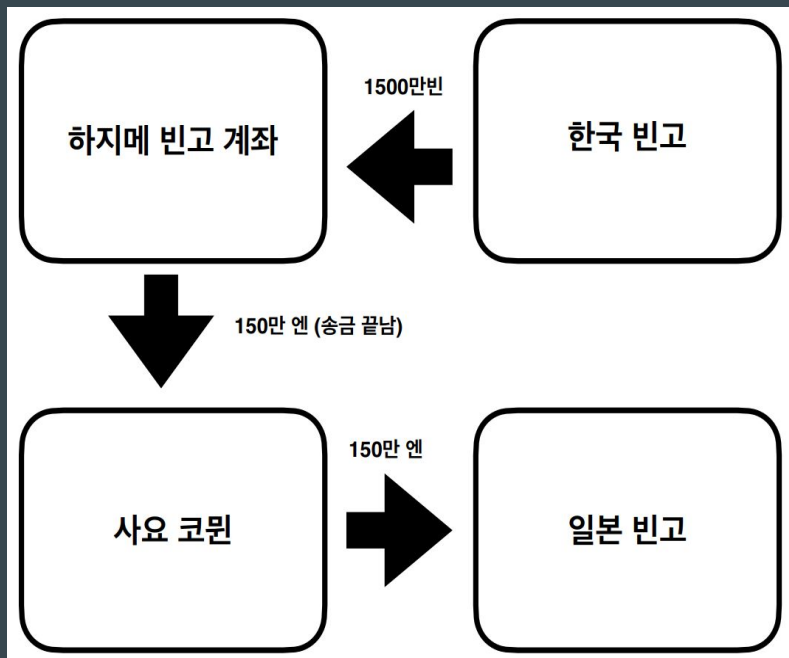 1500만빈
하지메 빈고 계좌
한국 빈고
150만 엔 (송금 끝남)
150만 엔
사요 코뮌
일본 빈고